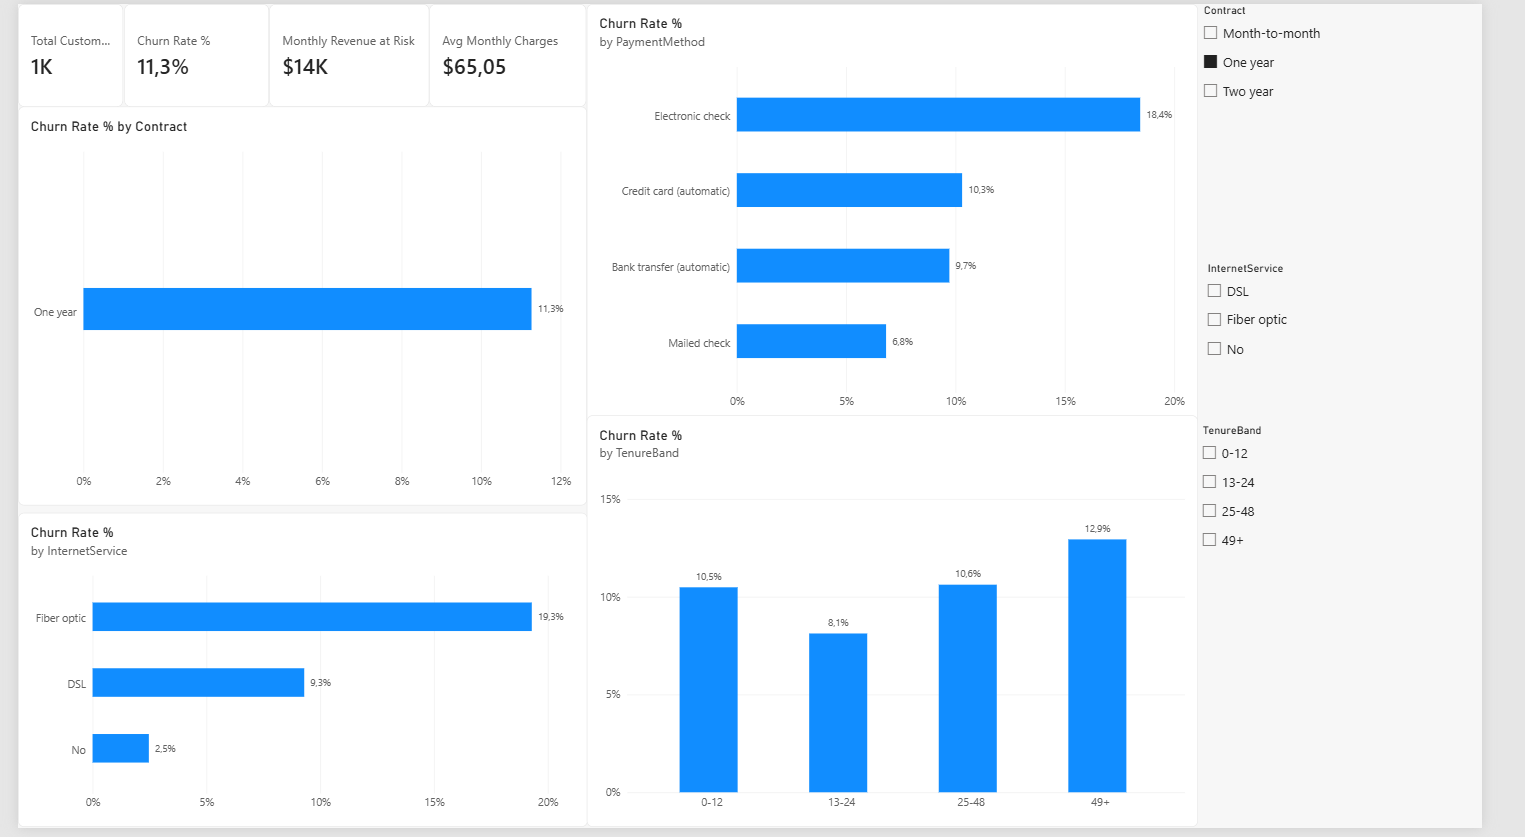 Total Custom...
1K
Churn Rate %
11,3%
Monthly Revenue at Risk
$14K
Avg Monthly Charges
$65,05
Churn Rate % by Contract
One year
11,3%
0% 2% 4% 6% 8% 10% 12%
Churn Rate %
by InternetService
Fiber optic 19,3%
DSL 9,3%
No 2,5%
0% 5% 10% 15% 20%
Churn Rate %
by PaymentMethod
Electronic check 18,4%
Credit card (automatic) 10,3%
Bank transfer (automatic) 9,7%
Mailed check 6,8%
0% 5% 10% 15% 20%
Churn Rate %
by TenureBand
15%
10%
5%
0%
10,5% 8,1% 10,6% 12,9%
0-12 13-24 25-48 49+
Contract
Month-to-month
One year
Two year
InternetService
DSL
Fiber optic
No
TenureBand
0-12
13-24
25-48
49+